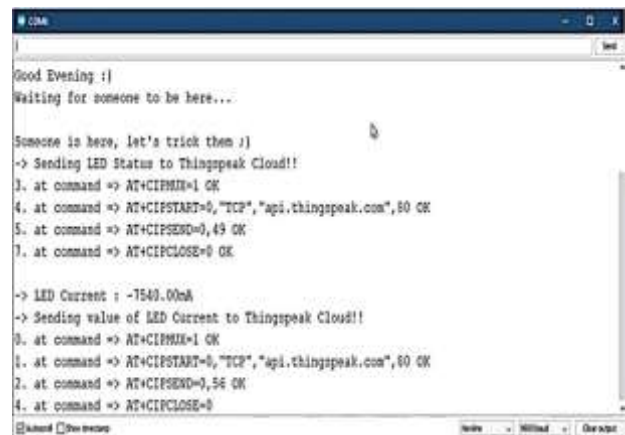 COM4
Send
Good Evening :)
Waiting for someone to be here...
Someone is here, let's trick them ;)
-> Sending LED Status to Thingspeak Cloud!!
3. at command => AT+CIPMUX=1 OK
4. at command => AT+CIPSTART=0,"TCP","api.thingspeak.com",80 OK
5. at command => AT+CIPSEND=0,49 OK
7. at command => AT+CIPCLOSE=0 OK
-> LED Current : -7540.00mA
-> Sending value of LED Current to Thingspeak Cloud!!
0. at command => AT+CIPMUX=1 OK
1. at command => AT+CIPSTART=0,"TCP","api.thingspeak.com",80 OK
2. at command => AT+CIPSEND=0,56 OK
4. at command => AT+CIPCLOSE=0
Autoscroll Show timestamp Newline Clear output